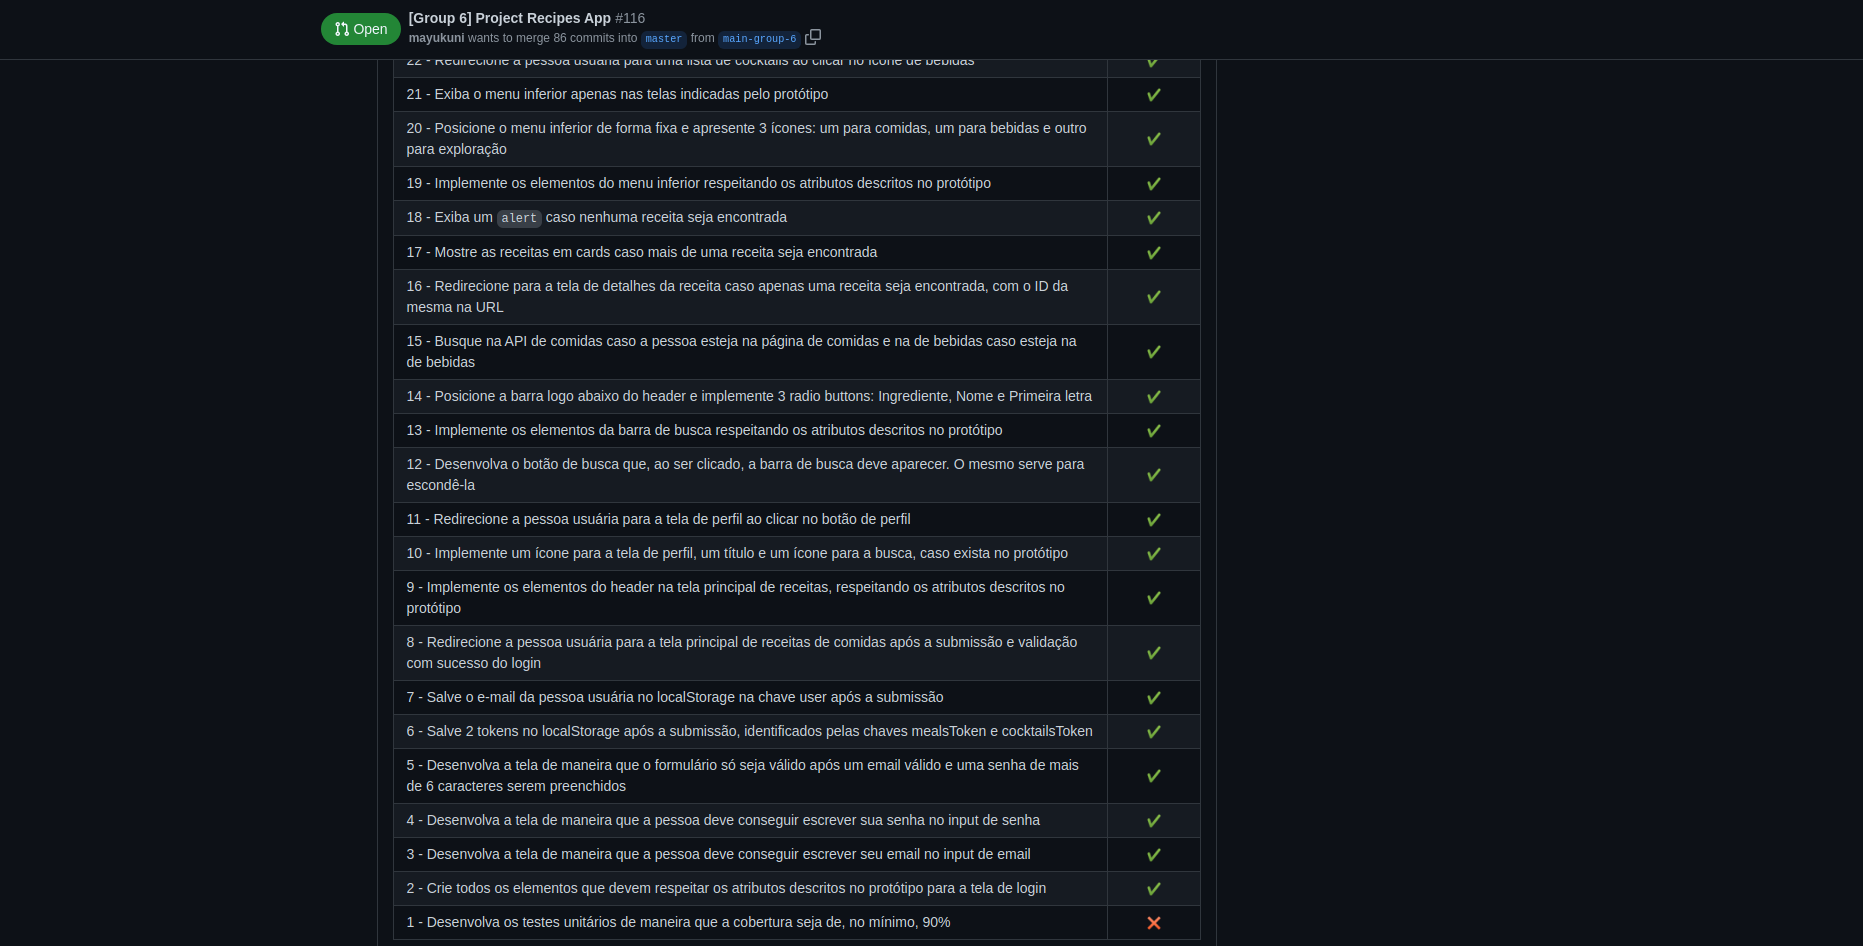 Open
[Group 6] Project Recipes App #116
mayukuni wants to merge 86 commits into master from main-group-6
22 - Redirecione a pessoa usuária para uma lista de cocktails ao clicar no ícone de bebidas
21 - Exiba o menu inferior apenas nas telas indicadas pelo protótipo
20 - Posicione o menu inferior de forma fixa e apresente 3 ícones: um para comidas, um para bebidas e outro
para exploração
19 - Implemente os elementos do menu inferior respeitando os atributos descritos no protótipo
18 - Exiba um alert caso nenhuma receita seja encontrada
17 - Mostre as receitas em cards caso mais de uma receita seja encontrada
16 - Redirecione para a tela de detalhes da receita caso apenas uma receita seja encontrada, com o ID da
mesma na URL
15 - Busque na API de comidas caso a pessoa esteja na página de comidas e na de bebidas caso esteja na
de bebidas
14 - Posicione a barra logo abaixo do header e implemente 3 radio buttons: Ingrediente, Nome e Primeira letra
13 - Implemente os elementos da barra de busca respeitando os atributos descritos no protótipo
12 - Desenvolva o botão de busca que, ao ser clicado, a barra de busca deve aparecer. O mesmo serve para
escondê-la
11 - Redirecione a pessoa usuária para a tela de perfil ao clicar no botão de perfil
10 - Implemente um ícone para a tela de perfil, um título e um ícone para a busca, caso exista no protótipo
9 - Implemente os elementos do header na tela principal de receitas, respeitando os atributos descritos no
protótipo
8 - Redirecione a pessoa usuária para a tela principal de receitas de comidas após a submissão e validação
com sucesso do login
7 - Salve o e-mail da pessoa usuária no localStorage na chave user após a submissão
6 - Salve 2 tokens no localStorage após a submissão, identificados pelas chaves mealsToken e cocktailsToken
5 - Desenvolva a tela de maneira que o formulário só seja válido após um email válido e uma senha de mais
de 6 caracteres serem preenchidos
4 - Desenvolva a tela de maneira que a pessoa deve conseguir escrever sua senha no input de senha
3 - Desenvolva a tela de maneira que a pessoa deve conseguir escrever seu email no input de email
2 - Crie todos os elementos que devem respeitar os atributos descritos no protótipo para a tela de login
1 - Desenvolva os testes unitários de maneira que a cobertura seja de, no mínimo, 90%